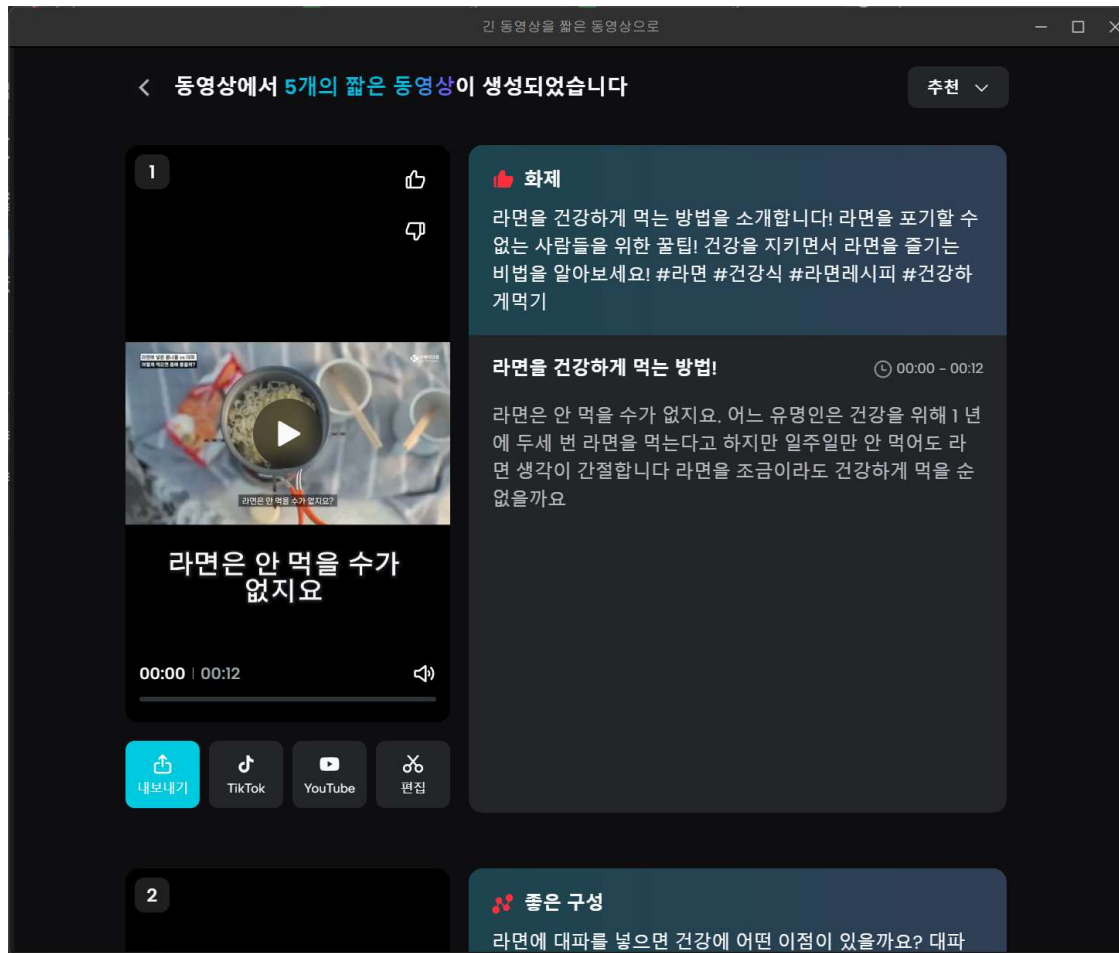 긴 동영상을 짧은 동영상으로
동영상에서 5개의 짧은 동영상이 생성되었습니다
추천
1
화제
라면을 건강하게 먹는 방법을 소개합니다! 라면을 포기할 수
없는 사람들을 위한 꿀팁! 건강을 지키면서 라면을 즐기는
비법을 알아보세요! #라면 #건강식 #라면레시피 #건강하
게먹기
라면을 건강하게 먹는 방법!
00:00 - 00:12
라면은 안 먹을 수가 없지요. 어느 유명인은 건강을 위해 1 년
에 두세 번 라면을 먹는다고 하지만 일주일만 안 먹어도 라
면 생각이 간절합니다 라면을 조금이라도 건강하게 먹을 순
없을까요
라면에 넣은 콩나물 vs 대파
라면은 안 먹을 수가 없지요?
라면은 안 먹을 수가
없지요
00:00 | 00:12
내보내기
TikTok
YouTube
편집
2
좋은 구성
라면에 대파를 넣으면 건강에 어떤 이점이 있을까요? 대파